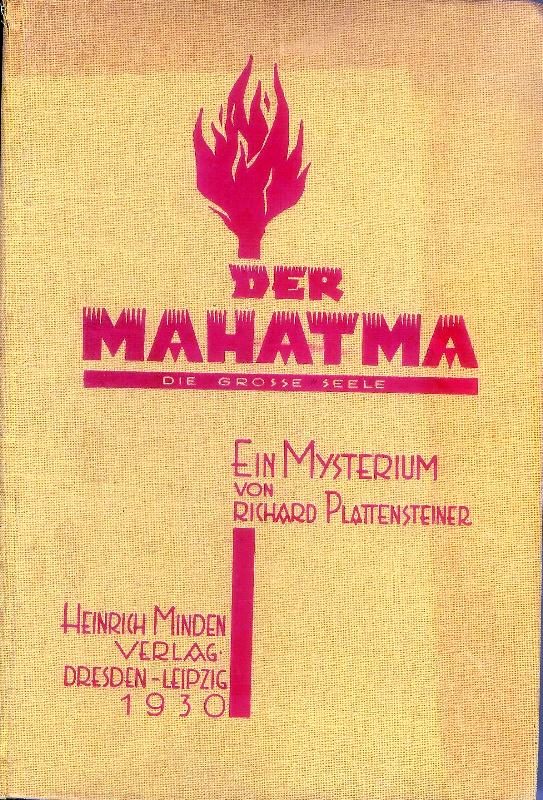 DER
MAHATMA
DIE GROSSE SEELE
EIN MYSTERIUM
VON
RICHARD PLATTENSTEINER
HEINRICH MINDEN
VERLAG·
DRESDEN-LEIPZIG
1930